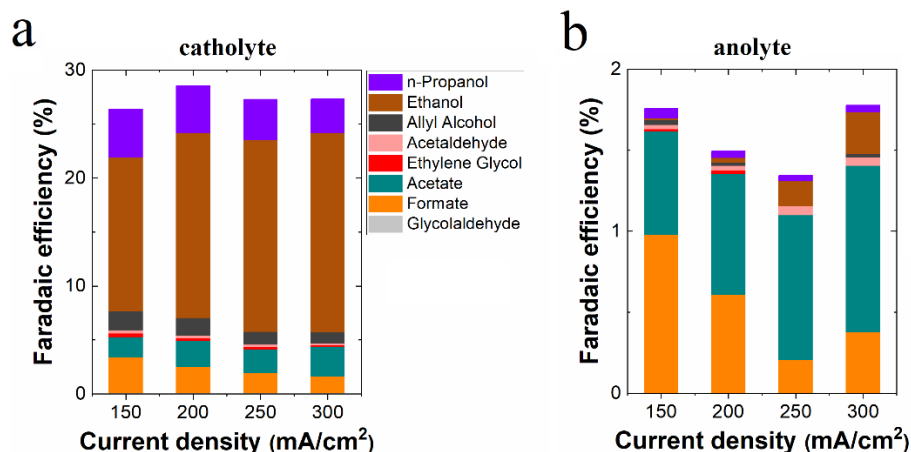 a
catholyte
Faradaic efficiency (%)
30
20
10
0
150
200
250
300
Current density (mA/cm²)
n-Propanol
Ethanol
Allyl Alcohol
Acetaldehyde
Ethylene Glycol
Acetate
Formate
Glycolaldehyde
b
anolyte
Faradaic efficiency (%)
2
1
0
150
200
250
300
Current density (mA/cm²)